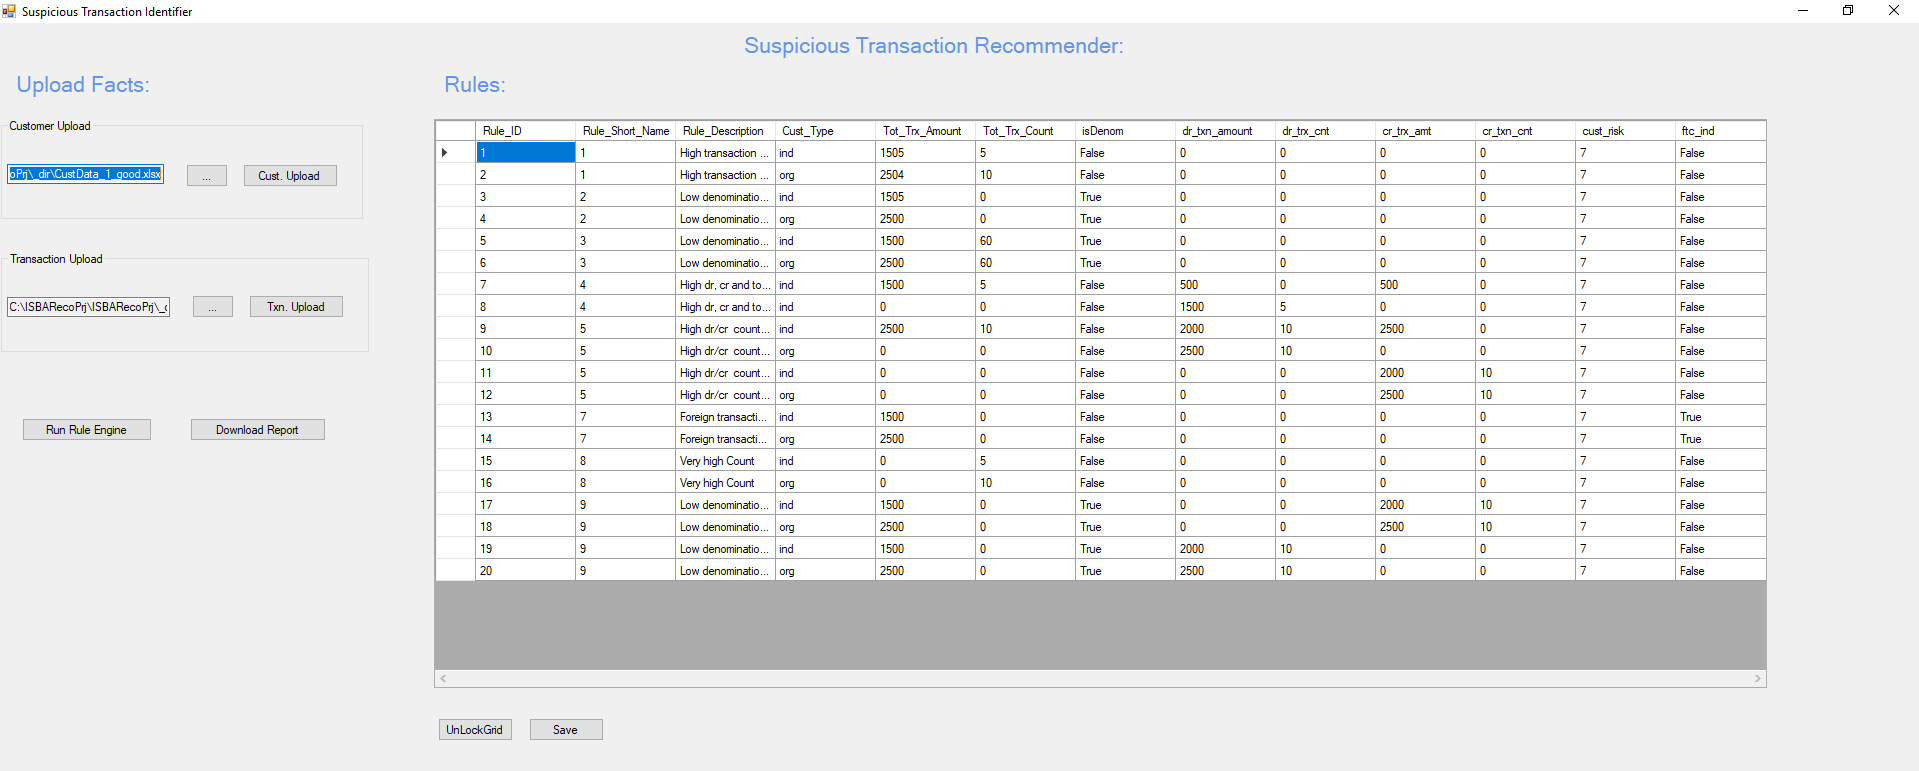 Suspicious Transaction Identifier
Suspicious Transaction Recommender:
Upload Facts:
Customer Upload
oPrj\_dir\CustData_1_good.xlsx ... Cust. Upload
Transaction Upload
C:\ISBARecoPrj\ISBARecoPrj\_c ... Txn. Upload
Run Rule Engine Download Report
Rules:
Rule_ID Rule_Short_Name Rule_Description Cust_Type Tot_Trx_Amount Tot_Trx_Count isDenom dr_txn_amount dr_trx_cnt cr_trx_amt cr_txn_cnt cust_risk ftc_ind
1 1 High transaction ... ind 1505 5 False 0 0 0 0 7 False
2 1 High transaction ... org 2504 10 False 0 0 0 0 7 False
3 2 Low denominatio... ind 1505 0 True 0 0 0 0 7 False
4 2 Low denominatio... org 2500 0 True 0 0 0 0 7 False
5 3 Low denominatio... ind 1500 60 True 0 0 0 0 7 False
6 3 Low denominatio... org 2500 60 True 0 0 0 0 7 False
7 4 High dr, cr and to... ind 1500 5 False 500 0 500 0 7 False
8 4 High dr, cr and to... ind 0 0 False 1500 5 0 0 7 False
9 5 High dr/cr count... ind 2500 10 False 2000 10 2500 0 7 False
10 5 High dr/cr count... org 0 0 False 2500 10 0 0 7 False
11 5 High dr/cr count... ind 0 0 False 0 0 2000 10 7 False
12 5 High dr/cr count... org 0 0 False 0 0 2500 10 7 False
13 7 Foreign transacti... ind 1500 0 False 0 0 0 0 7 True
14 7 Foreign transacti... org 2500 0 False 0 0 0 0 7 True
15 8 Very high Count ind 0 5 False 0 0 0 0 7 False
16 8 Very high Count org 0 10 False 0 0 0 0 7 False
17 9 Low denominatio... ind 1500 0 True 0 0 2000 10 7 False
18 9 Low denominatio... org 2500 0 True 0 0 2500 10 7 False
19 9 Low denominatio... ind 1500 0 True 2000 10 0 0 7 False
20 9 Low denominatio... org 2500 0 True 2500 10 0 0 7 False
UnLockGrid Save